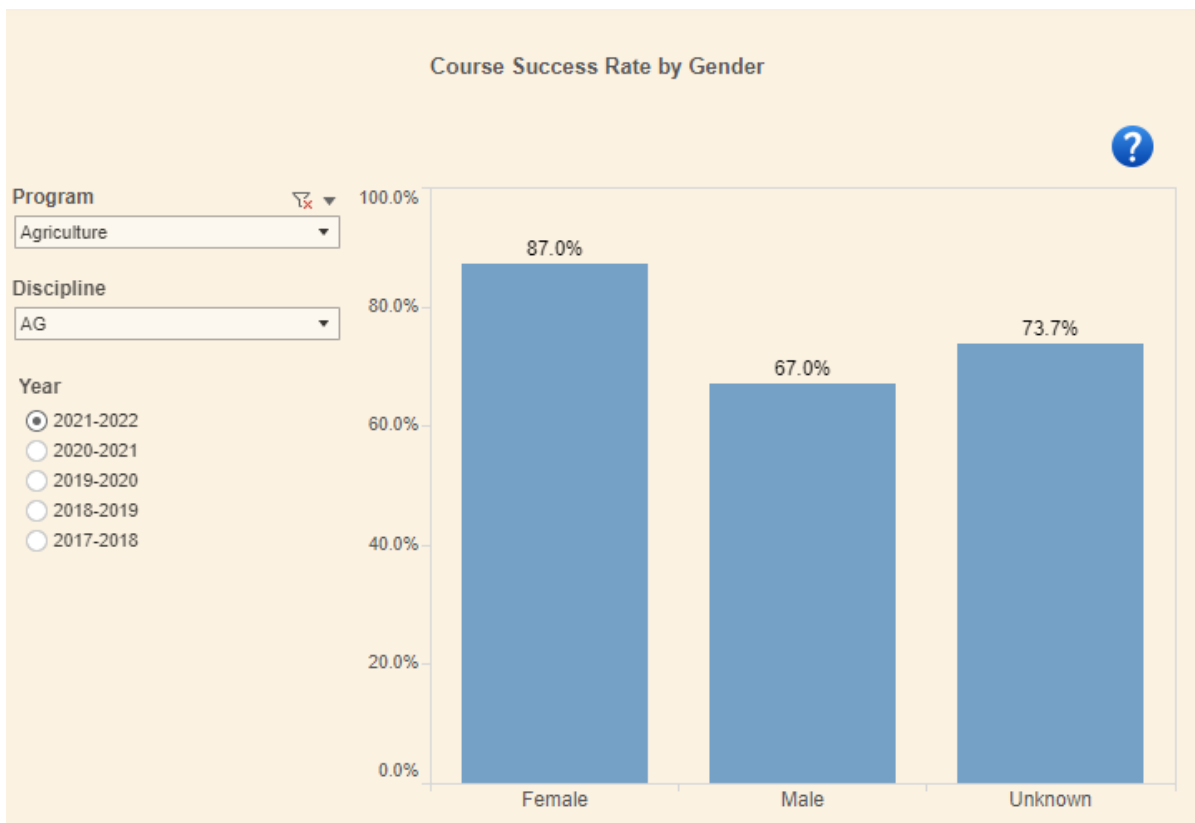 Course Success Rate by Gender
?
Program
Agriculture
Discipline
AG
Year
2021-2022
2020-2021
2019-2020
2018-2019
2017-2018
100.0%
80.0%
60.0%
40.0%
20.0%
0.0%
87.0%
67.0%
73.7%
Female Male Unknown